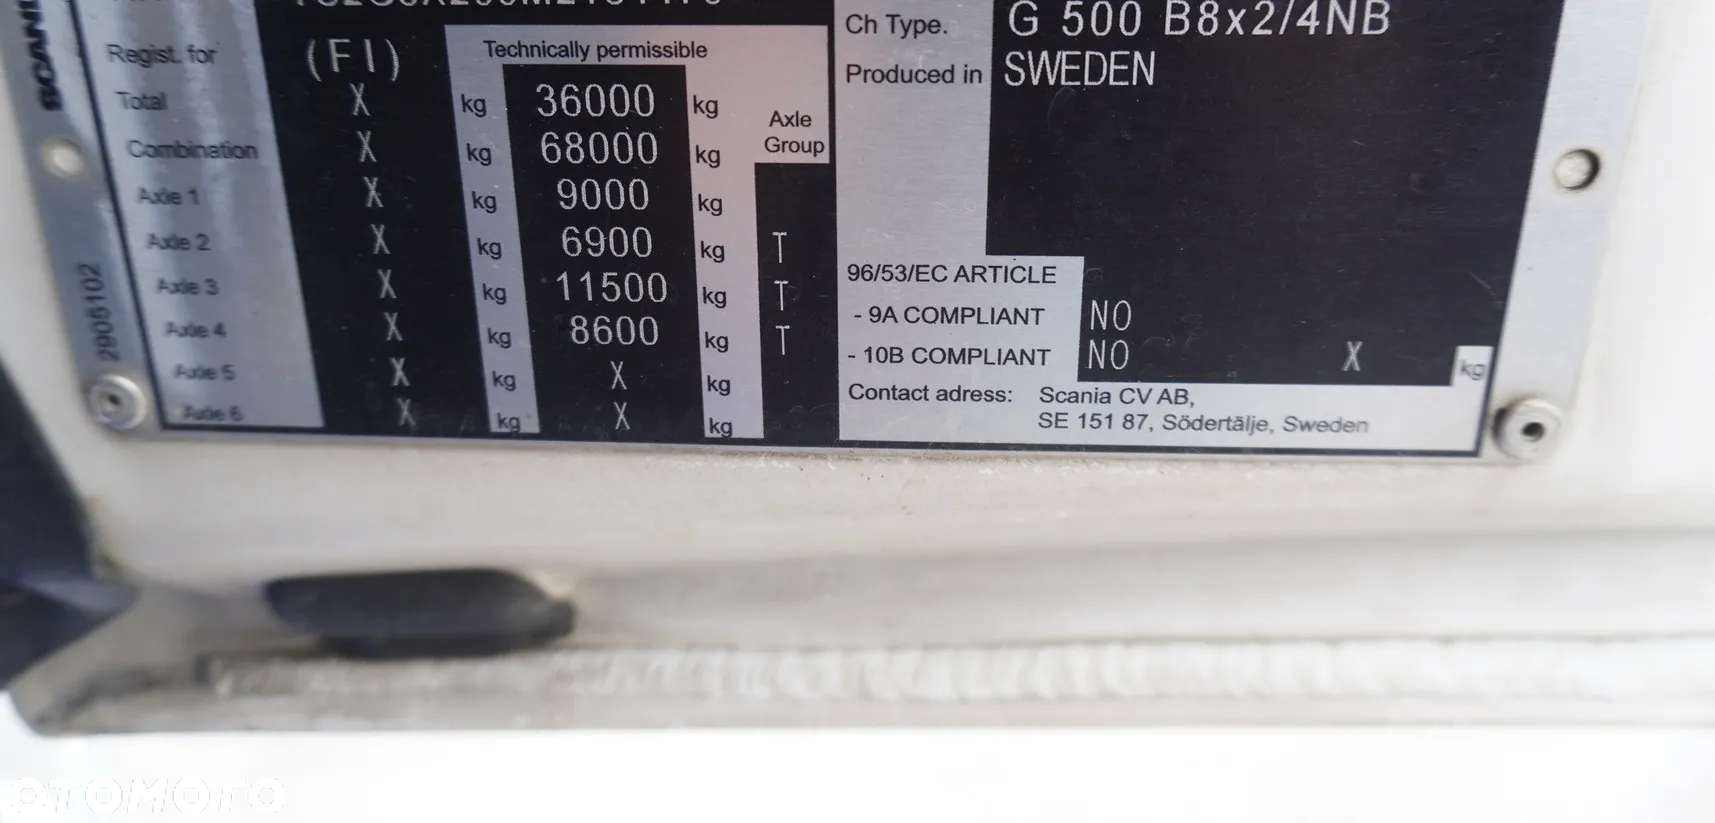 SCANIA
Regist. for (FI) Technically permissible
Total X kg 36000 kg
Combination X kg 68000 kg
Axle Group
Axle 1 X kg 9000 kg
Axle 2 X kg 6900 kg T
Axle 3 X kg 11500 kg T
Axle 4 X kg 8600 kg T
Axle 5 X kg X kg
Axle 6 X kg X kg
2905102
Ch Type. G 500 B8x2/4NB
Produced in SWEDEN
96/53/EC ARTICLE
- 9A COMPLIANT NO
- 10B COMPLIANT NO X kg
Contact adress: Scania CV AB,
SE 151 87, Södertälje, Sweden
OTOMOTO